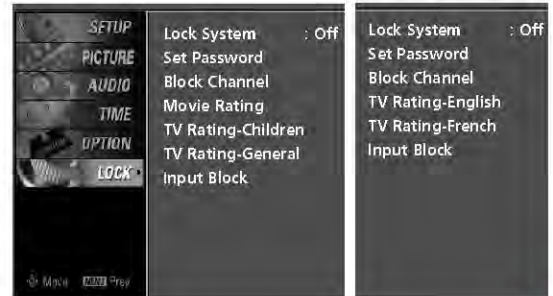 SETUP
PICTURE
AUDIO
TIME
OPTION
LOCK
Move MENU Prev
Lock System : Off
Set Password
Block Channel
Movie Rating
TV Rating-Children
TV Rating-General
Input Block
Lock System : Off
Set Password
Block Channel
TV Rating-English
TV Rating-French
Input Block